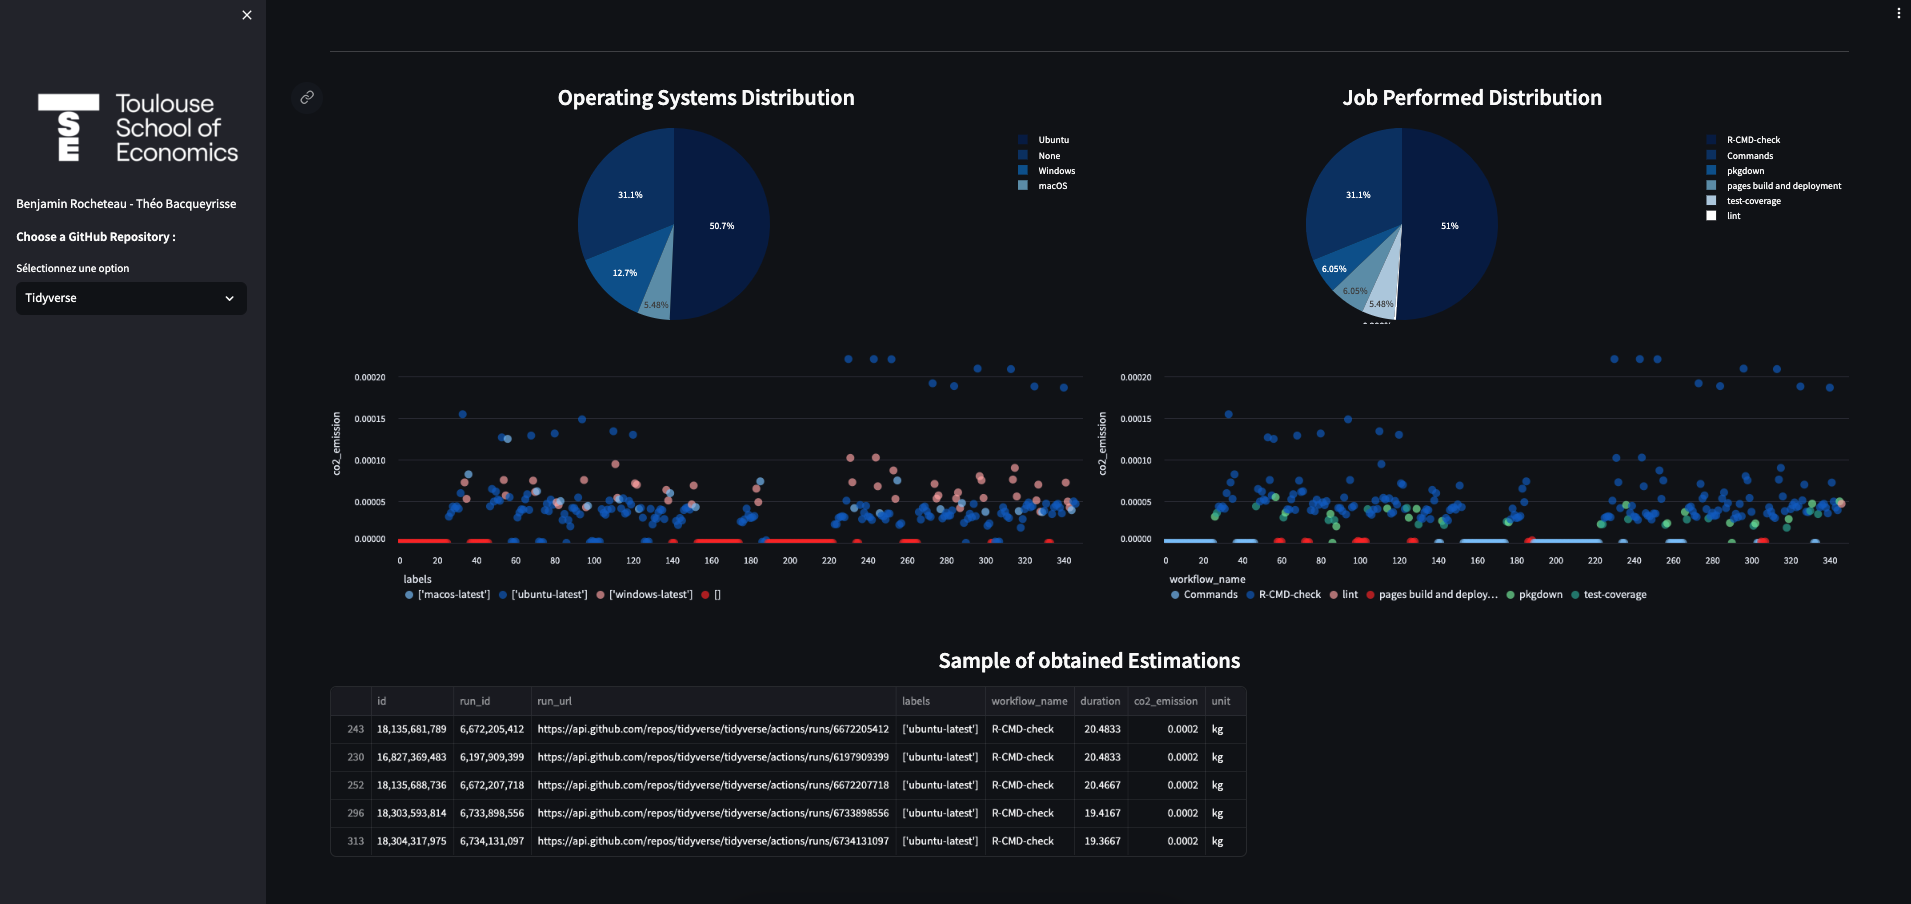 Toulouse
School of
Economics
TSE
Benjamin Rocheteau - Théo Bacqueyrisse
Choose a GitHub Repository :
Sélectionnez une option
Tidyverse
Operating Systems Distribution
50.7%
31.1%
12.7%
5.48%
Ubuntu
None
Windows
macOS
Job Performed Distribution
51%
31.1%
6.05%
6.05%
5.48%
R-CMD-check
Commands
pkgdown
pages build and deployment
test-coverage
lint
co2_emission
0.00020
0.00015
0.00010
0.00005
0.00000
0 20 40 60 80 100 120 140 160 180 200 220 240 260 280 300 320 340
labels
['macos-latest'] ['ubuntu-latest'] ['windows-latest'] []
co2_emission
0.00020
0.00015
0.00010
0.00005
0.00000
0 20 40 60 80 100 120 140 160 180 200 220 240 260 280 300 320 340
workflow_name
Commands R-CMD-check lint pages build and deploy... pkgdown test-coverage
Sample of obtained Estimations
id run_id run_url labels workflow_name duration co2_emission unit
243 18,135,681,789 6,672,205,412 https://api.github.com/repos/tidyverse/tidyverse/actions/runs/6672205412 ['ubuntu-latest'] R-CMD-check 20.4833 0.0002 kg
230 16,827,369,483 6,197,909,399 https://api.github.com/repos/tidyverse/tidyverse/actions/runs/6197909399 ['ubuntu-latest'] R-CMD-check 20.4833 0.0002 kg
252 18,135,688,736 6,672,207,718 https://api.github.com/repos/tidyverse/tidyverse/actions/runs/6672207718 ['ubuntu-latest'] R-CMD-check 20.4667 0.0002 kg
296 18,303,593,814 6,733,898,556 https://api.github.com/repos/tidyverse/tidyverse/actions/runs/6733898556 ['ubuntu-latest'] R-CMD-check 19.4167 0.0002 kg
313 18,304,317,975 6,734,131,097 https://api.github.com/repos/tidyverse/tidyverse/actions/runs/6734131097 ['ubuntu-latest'] R-CMD-check 19.3667 0.0002 kg